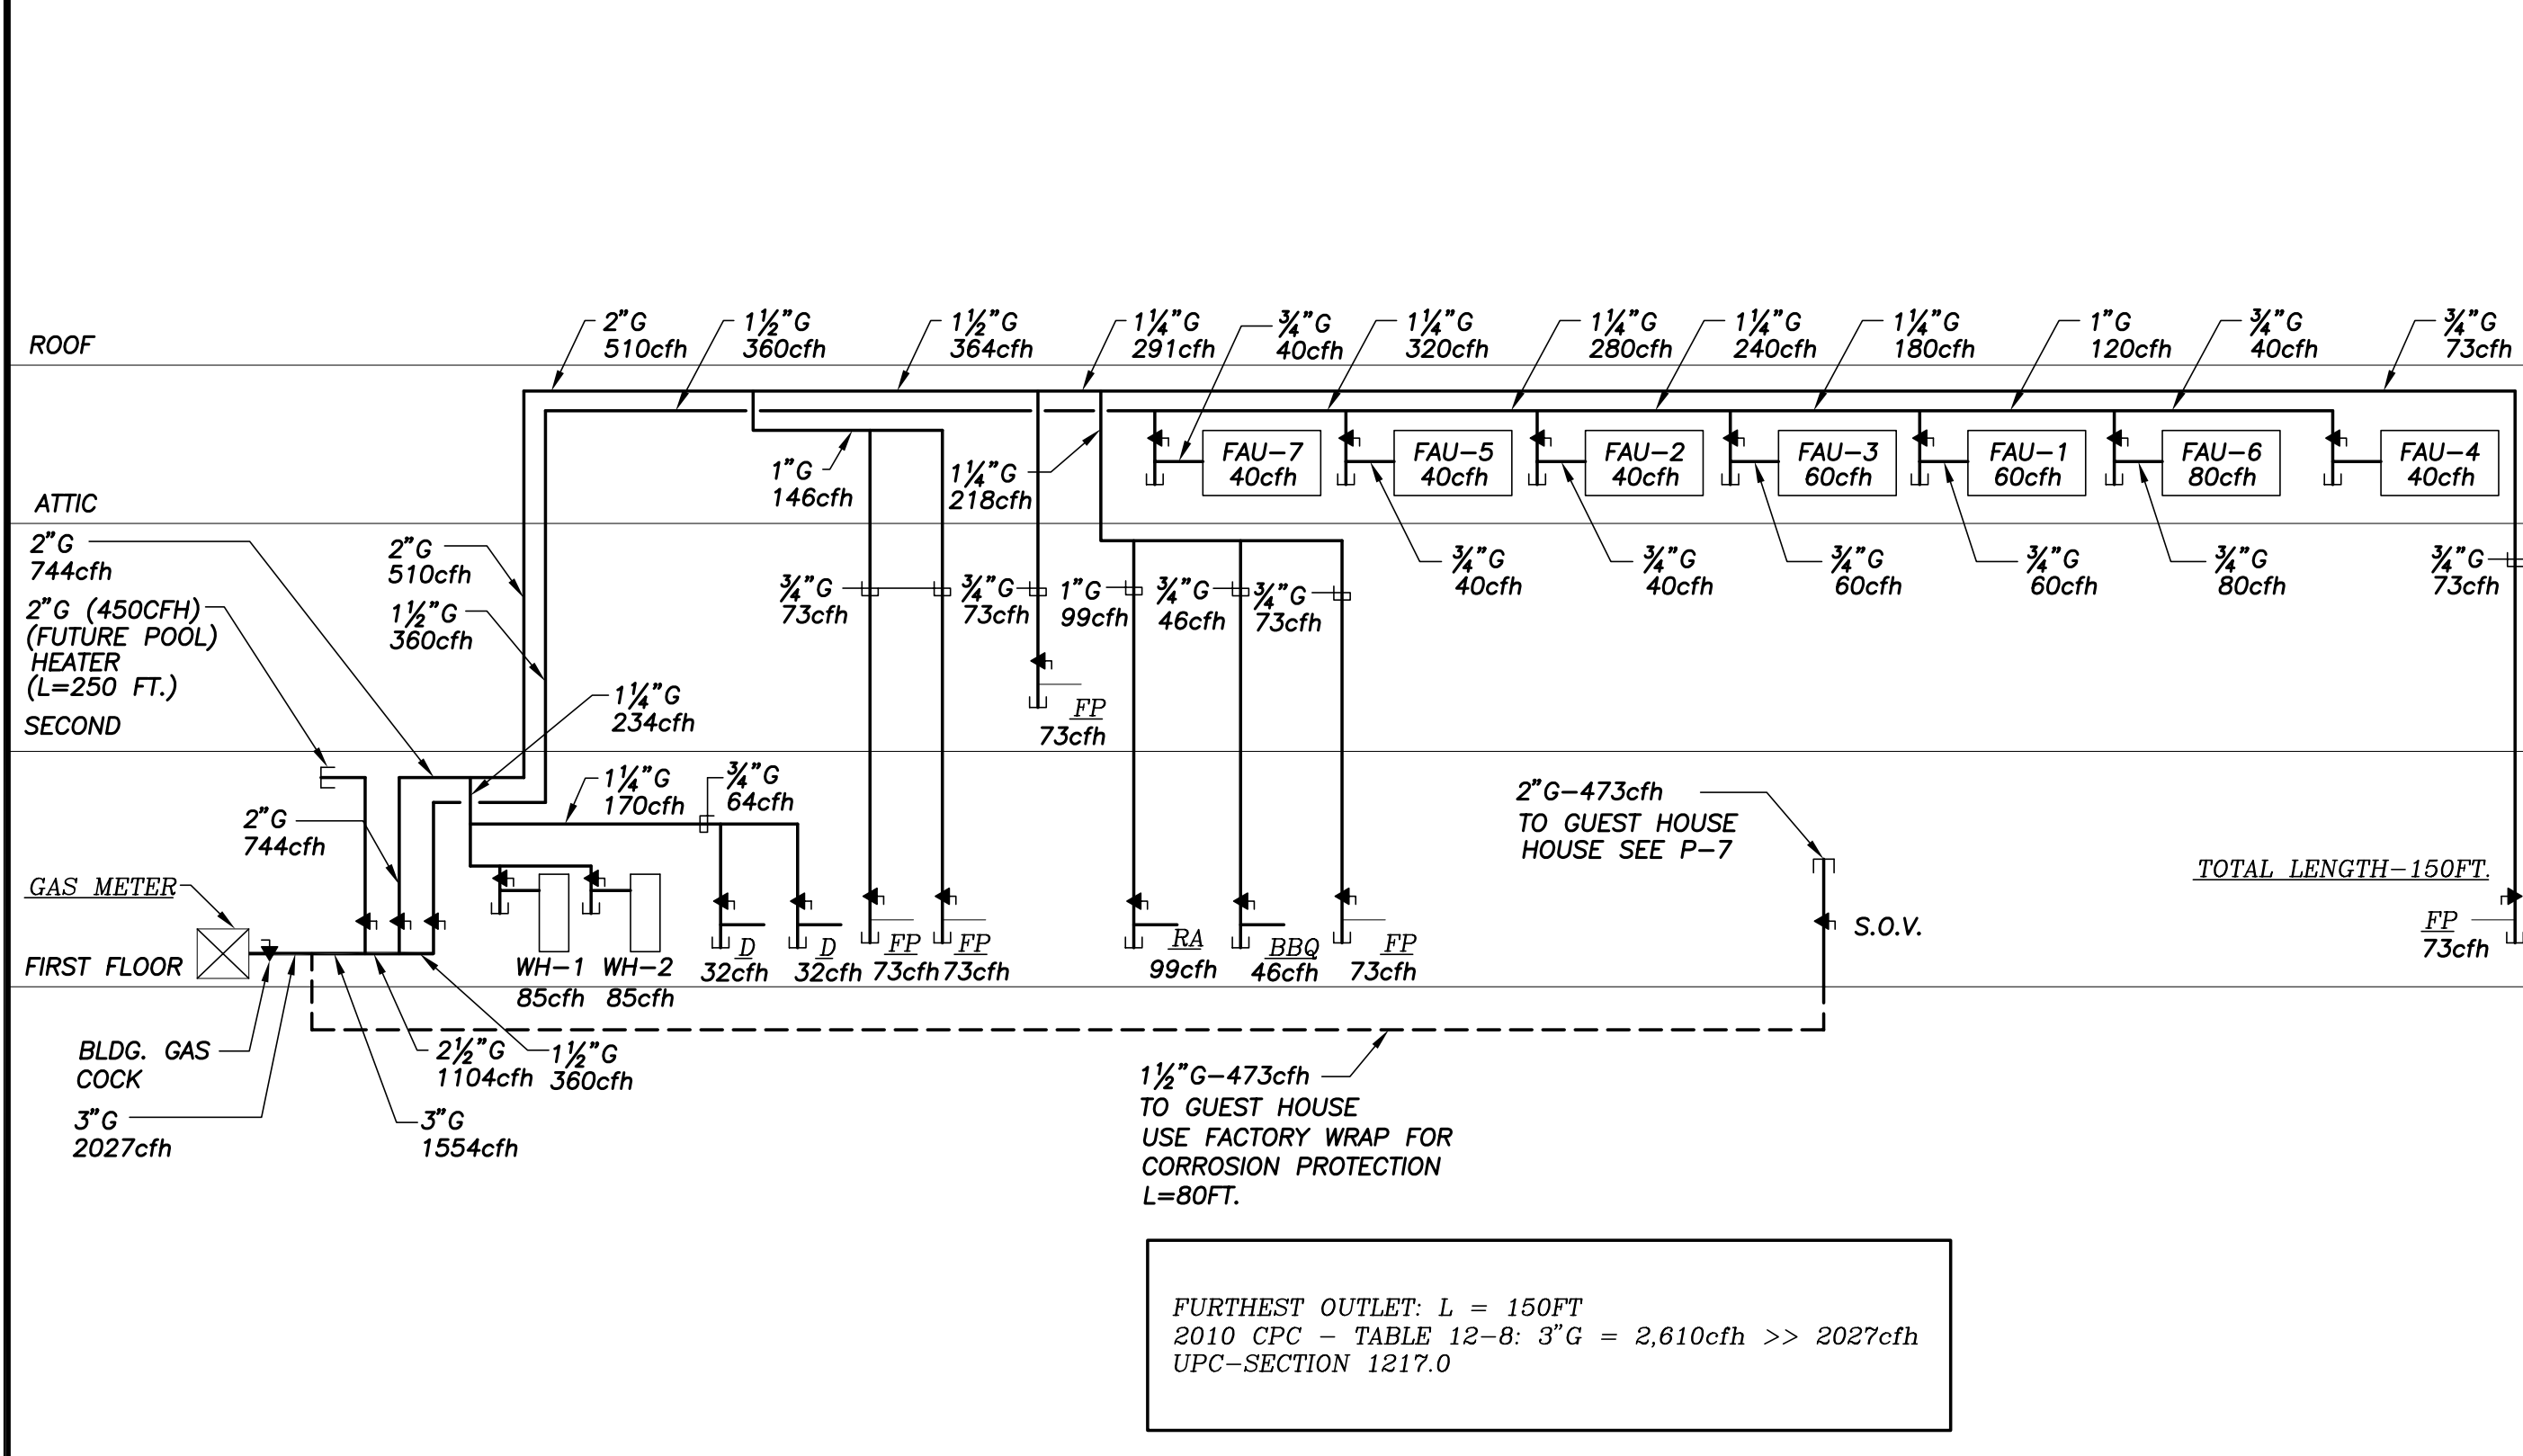 2"G
510cfh
1½"G
360cfh
1½"G
364cfh
1¼"G
291cfh
¾"G
40cfh
1¼"G
320cfh
1¼"G
280cfh
1¼"G
240cfh
1¼"G
180cfh
1"G
120cfh
¾"G
40cfh
¾"G
73cfh
ROOF
FAU-7
40cfh
FAU-5
40cfh
FAU-2
40cfh
FAU-3
60cfh
FAU-1
60cfh
FAU-6
80cfh
FAU-4
40cfh
1"G
146cfh
1¼"G
218cfh
ATTIC
2"G
744cfh
2"G (450CFH)
(FUTURE POOL)
HEATER
(L=250 FT.)
SECOND
2"G
510cfh
1½"G
360cfh
¾"G
73cfh
¾"G
73cfh
1"G
99cfh
¾"G
46cfh
¾"G
73cfh
¾"G
40cfh
¾"G
40cfh
¾"G
60cfh
¾"G
60cfh
¾"G
80cfh
¾"G
73cfh
1¼"G
234cfh
FP
73cfh
1¼"G
170cfh
¾"G
64cfh
2"G
744cfh
2"G-473cfh
TO GUEST HOUSE
HOUSE SEE P-7
S.O.V.
TOTAL LENGTH-150FT.
FP
73cfh
GAS METER
FIRST FLOOR
WH-1
85cfh
WH-2
85cfh
D
32cfh
D
32cfh
FP
73cfh
FP
73cfh
RA
99cfh
BBQ
46cfh
FP
73cfh
BLDG. GAS
COCK
2½"G
1104cfh
1½"G
360cfh
3"G
2027cfh
3"G
1554cfh
1½"G-473cfh
TO GUEST HOUSE
USE FACTORY WRAP FOR
CORROSION PROTECTION
L=80FT.
FURTHEST OUTLET: L = 150FT
2010 CPC - TABLE 12-8: 3"G = 2,610cfh >> 2027cfh
UPC-SECTION 1217.0